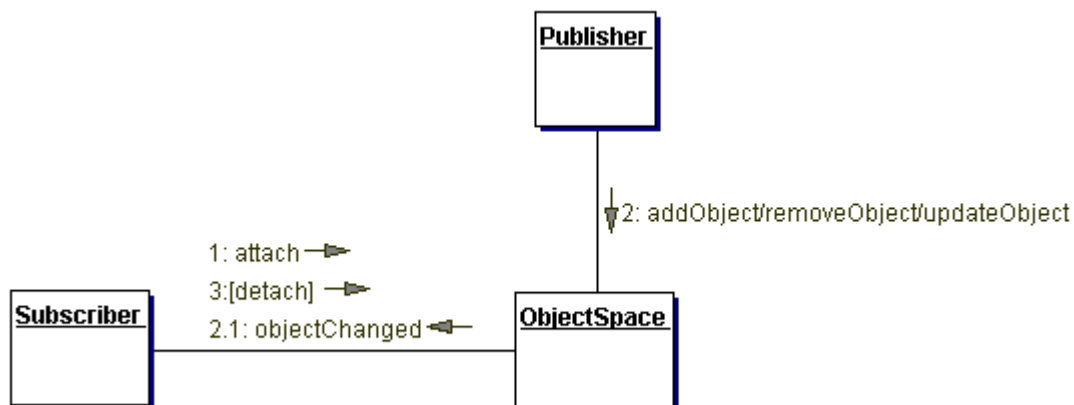 Publisher
2: addObject/removeObject/updateObject
1: attach
3:[detach]
2.1: objectChanged
Subscriber
ObjectSpace